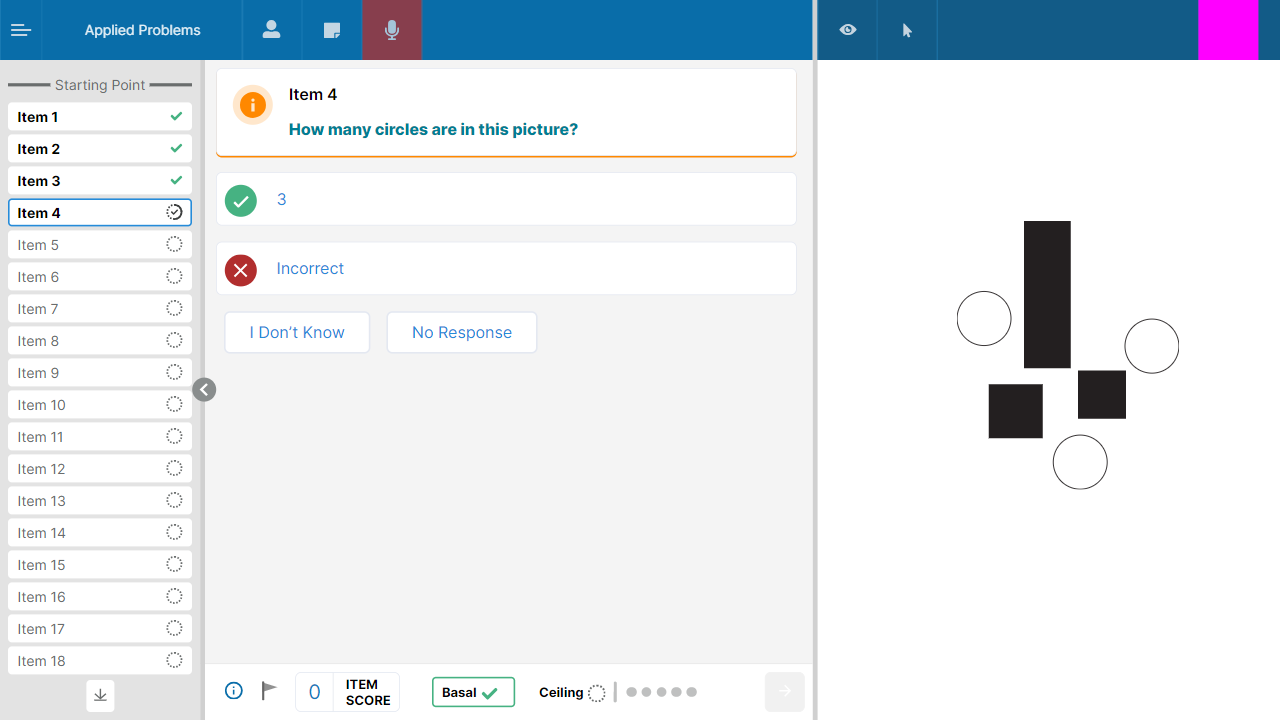 Applied Problems
Starting Point
Item 1
Item 2
Item 3
Item 4
Item 5
Item 6
Item 7
Item 8
Item 9
Item 10
Item 11
Item 12
Item 13
Item 14
Item 15
Item 16
Item 17
Item 18
Item 4
How many circles are in this picture?
3
Incorrect
I Don't Know
No Response
0
ITEM
SCORE
Basal
Ceiling